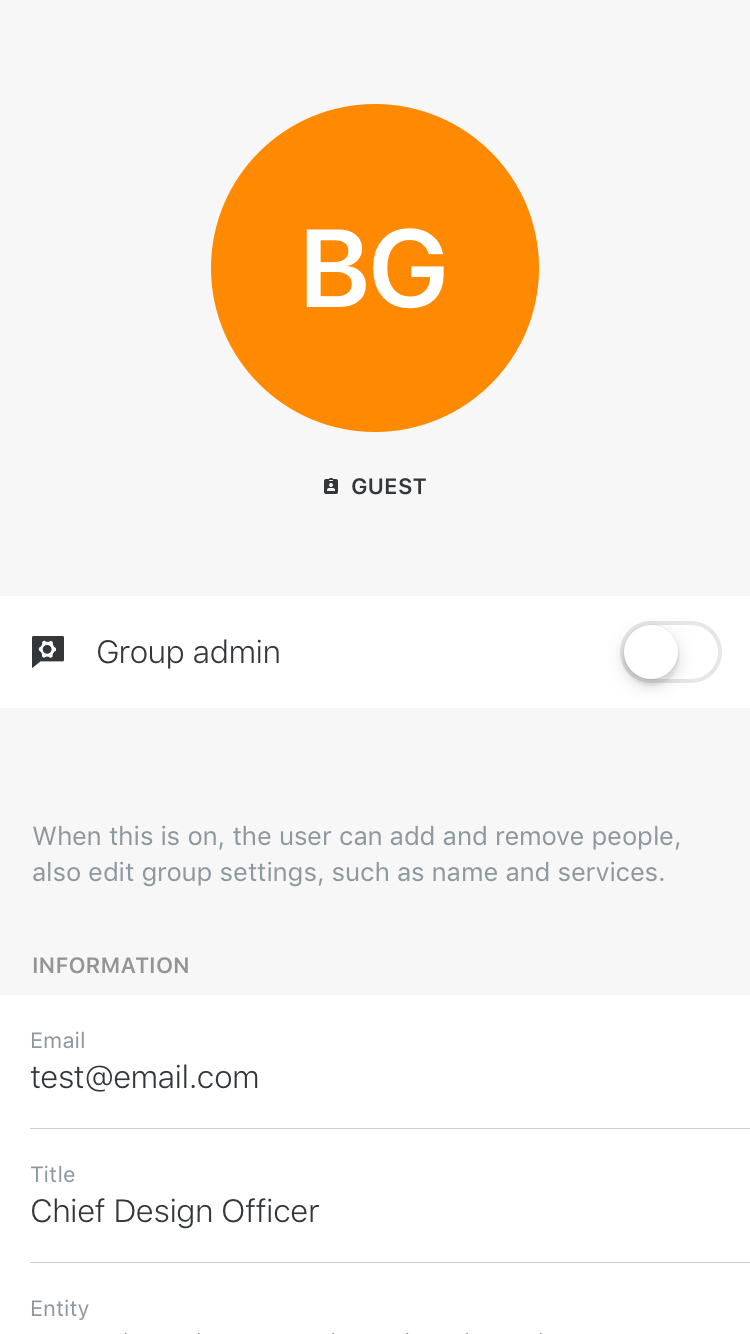 BG
GUEST
Group admin
When this is on, the user can add and remove people,
also edit group settings, such as name and services.
INFORMATION
Email
test@email.com
Title
Chief Design Officer
Entity